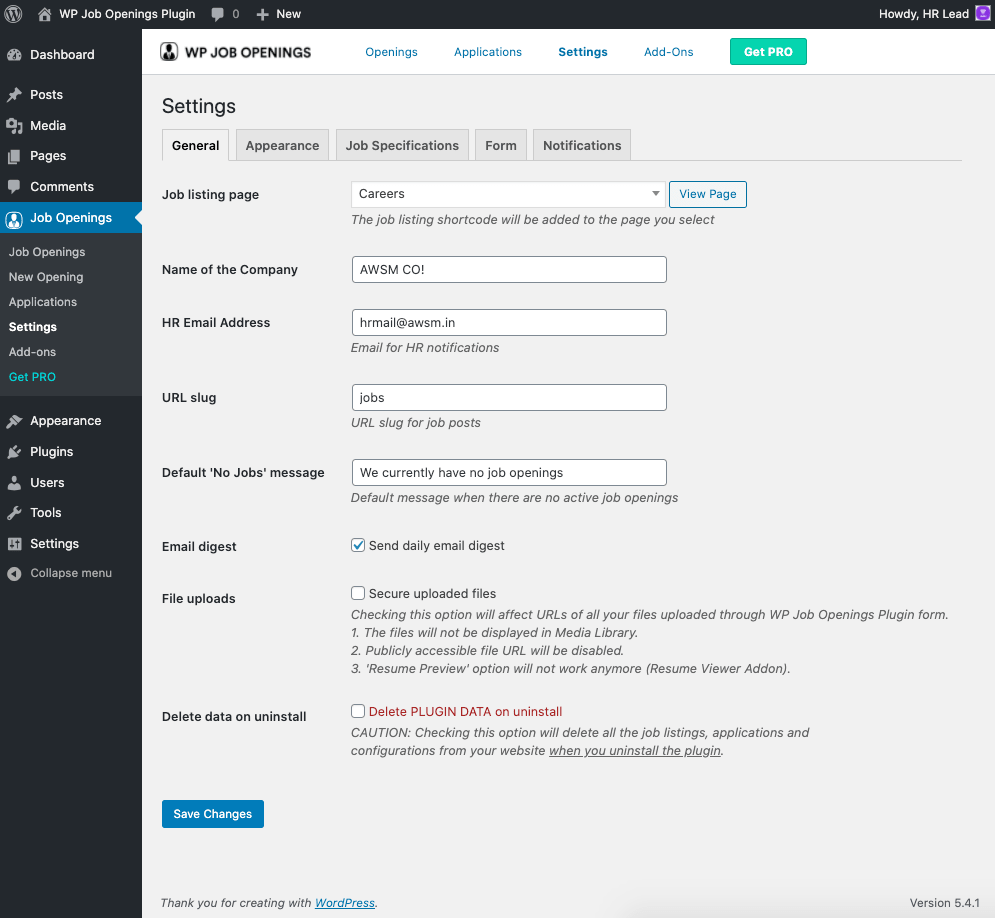 WP Job Openings Plugin 0 New Howdy, HR Lead
Dashboard
Posts
Media
Pages
Comments
Job Openings
Job Openings
New Opening
Applications
Settings
Add-ons
Get PRO
Appearance
Plugins
Users
Tools
Settings
Collapse menu
WP JOB OPENINGS Openings Applications Settings Add-Ons Get PRO
Settings
General Appearance Job Specifications Form Notifications
Job listing page Careers View Page
The job listing shortcode will be added to the page you select
Name of the Company AWSM CO!
HR Email Address hrmail@awsm.in
Email for HR notifications
URL slug jobs
URL slug for job posts
Default 'No Jobs' message We currently have no job openings
Default message when there are no active job openings
Email digest Send daily email digest
File uploads Secure uploaded files
Checking this option will affect URLs of all your files uploaded through WP Job Openings Plugin form.
1. The files will not be displayed in Media Library.
2. Publicly accessible file URL will be disabled.
3. 'Resume Preview' option will not work anymore (Resume Viewer Addon).
Delete data on uninstall Delete PLUGIN DATA on uninstall
CAUTION: Checking this option will delete all the job listings, applications and
configurations from your website when you uninstall the plugin.
Save Changes
Thank you for creating with WordPress. Version 5.4.1